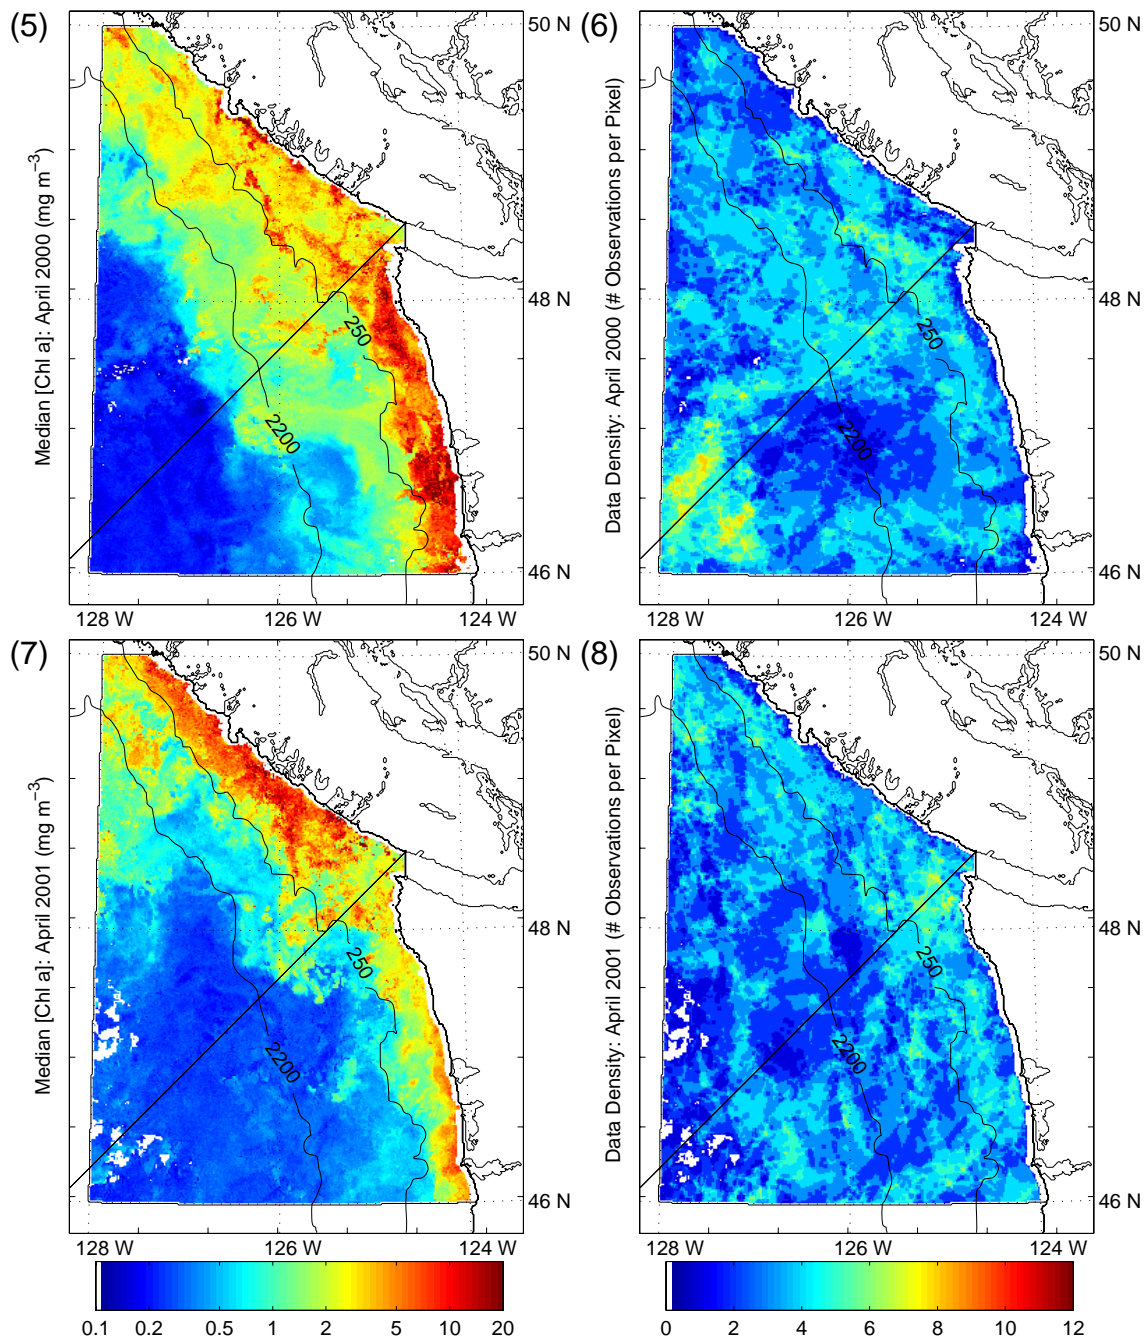 (5)
Median [Chl a]: April 2000 (mg m⁻³)
250
2200
128 W
126 W
124 W
50 N
48 N
46 N
(6)
Data Density: April 2000 (# Observations per Pixel)
250
2200
128 W
126 W
124 W
(7)
Median [Chl a]: April 2001 (mg m⁻³)
250
2200
128 W
126 W
124 W
50 N
48 N
46 N
(8)
Data Density: April 2001 (# Observations per Pixel)
250
2200
128 W
126 W
124 W
50 N
48 N
46 N
50 N
48 N
46 N
0.1 0.2 0.5 1 2 5 10 20
0 2 4 6 8 10 12